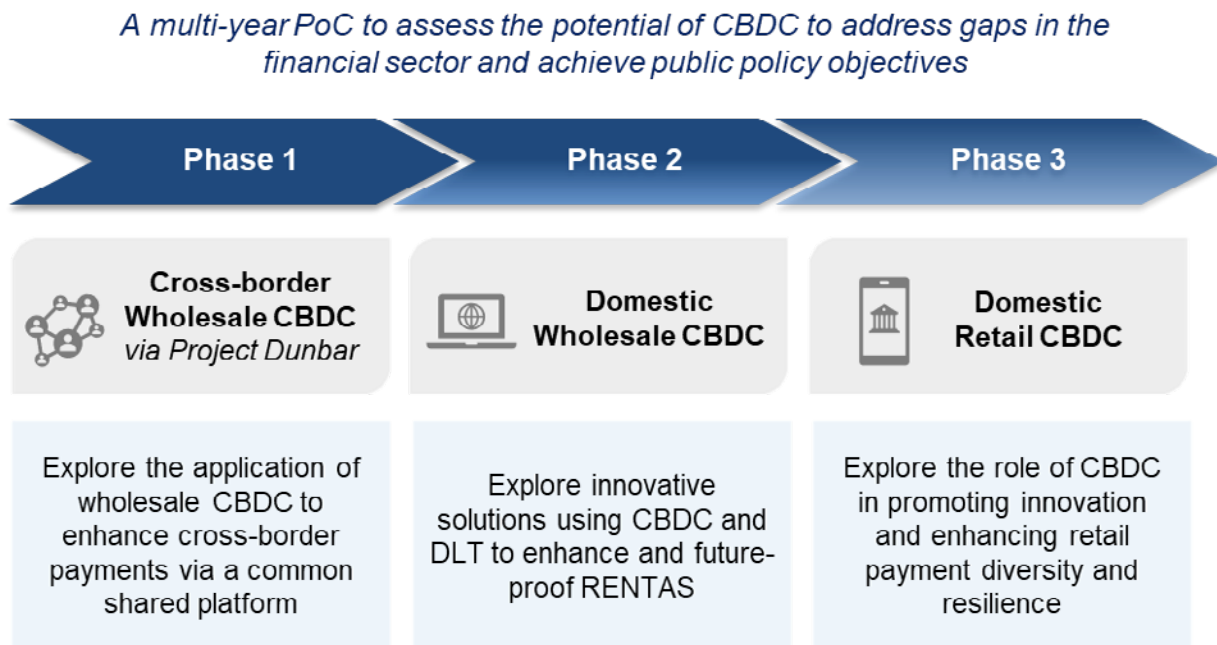 A multi-year PoC to assess the potential of CBDC to address gaps in the
financial sector and achieve public policy objectives
Phase 1
Phase 2
Phase 3
Cross-border
Wholesale CBDC
via Project Dunbar
Domestic
Wholesale CBDC
Domestic
Retail CBDC
Explore the application of
wholesale CBDC to
enhance cross-border
payments via a common
shared platform
Explore innovative
solutions using CBDC and
DLT to enhance and future-
proof RENTAS
Explore the role of CBDC
in promoting innovation
and enhancing retail
payment diversity and
resilience